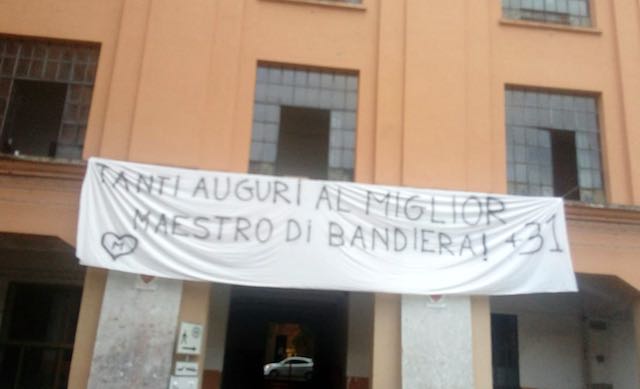 TANTI AUGURI AL MIGLIOR
MAESTRO DI BANDIERA! +31
M